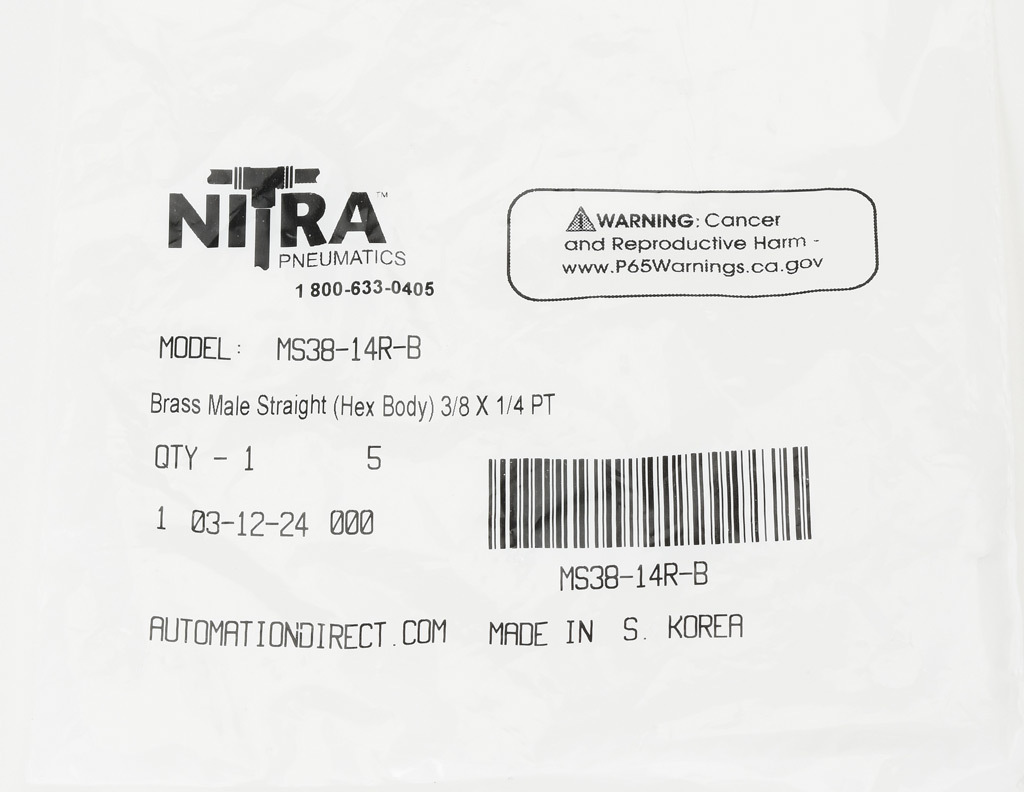 NITRA™
PNEUMATICS
1 800-633-0405
WARNING: Cancer
and Reproductive Harm -
www.P65Warnings.ca.gov
MODEL: MS38-14R-B
Brass Male Straight (Hex Body) 3/8 X 1/4 PT
QTY - 1 5
1 03-12-24 000
MS38-14R-B
AUTOMATIONDIRECT.COM MADE IN S. KOREA